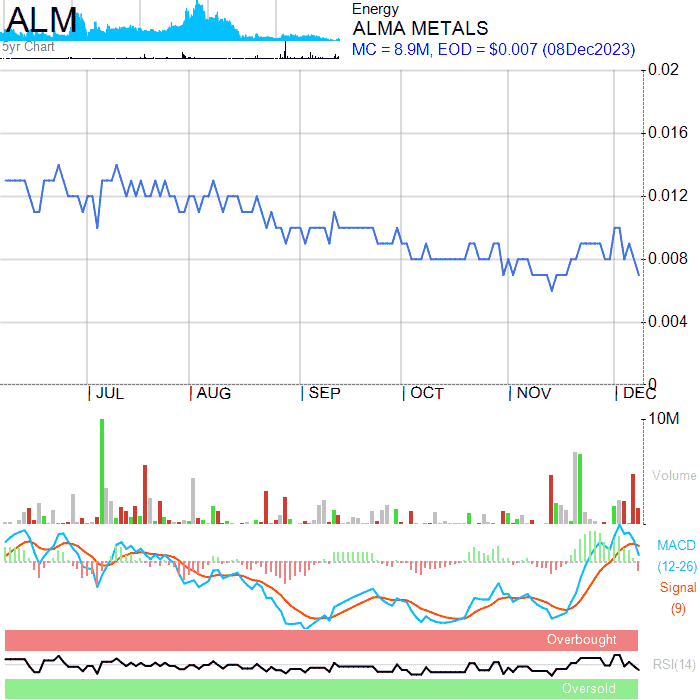 ALM
5yr Chart
Energy
ALMA METALS
MC = 8.9M, EOD = $0.007 (08Dec2023)
0.02
0.016
0.012
0.008
0.004
0
JUL AUG SEP OCT NOV DEC
10M
Volume
MACD
(12-26)
Signal
(9)
Overbought
RSI(14)
Oversold